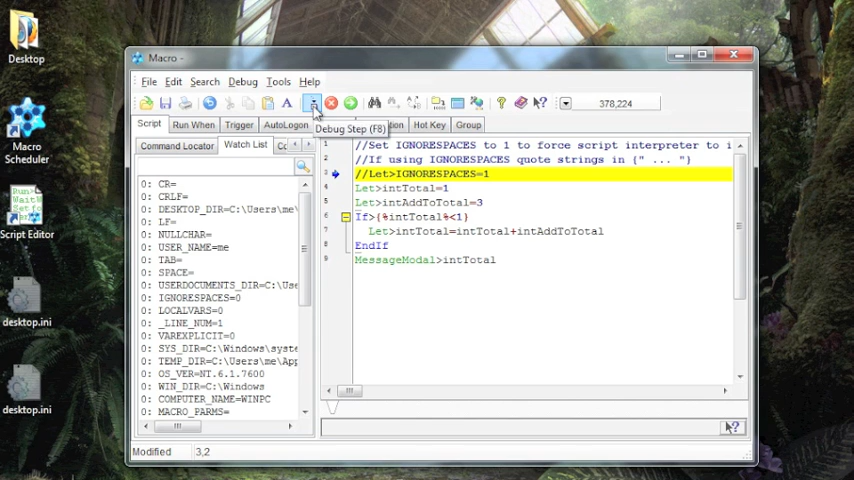 Desktop
Macro
Scheduler
Script Editor
desktop.ini
desktop.ini
Macro -
File Edit Search Debug Tools Help
378,224
Script Run When Trigger AutoLogon tion Hot Key Group
Debug Step (F8)
Command Locator Watch List Cc
0: CR=
0: CRLF=
0: DESKTOP_DIR=C:\Users\me\
0: LF=
0: NULLCHAR=
0: USER_NAME=me
0: TAB=
0: SPACE=
0: USERDOCUMENTS_DIR=C:\Use
0: IGNORESPACES=0
0: LOCALVARS=0
0: _LINE_NUM=1
0: VAREXPLICIT=0
0: SYS_DIR=C:\Windows\syste
0: TEMP_DIR=C:\Users\me\App
0: OS_VER=NT.6.1.7600
0: WIN_DIR=C:\Windows
0: COMPUTER_NAME=WINPC
0: MACRO_PARMS=
1 //Set IGNORESPACES to 1 to force script interpreter to i
2 //If using IGNORESPACES quote strings in {" ... "}
3 //Let>IGNORESPACES=1
4 Let>intTotal=1
5 Let>intAddToTotal=3
6 If>{%intTotal%<1}
7 Let>intTotal=intTotal+intAddToTotal
8 EndIf
9 MessageModal>intTotal
Modified 3,2